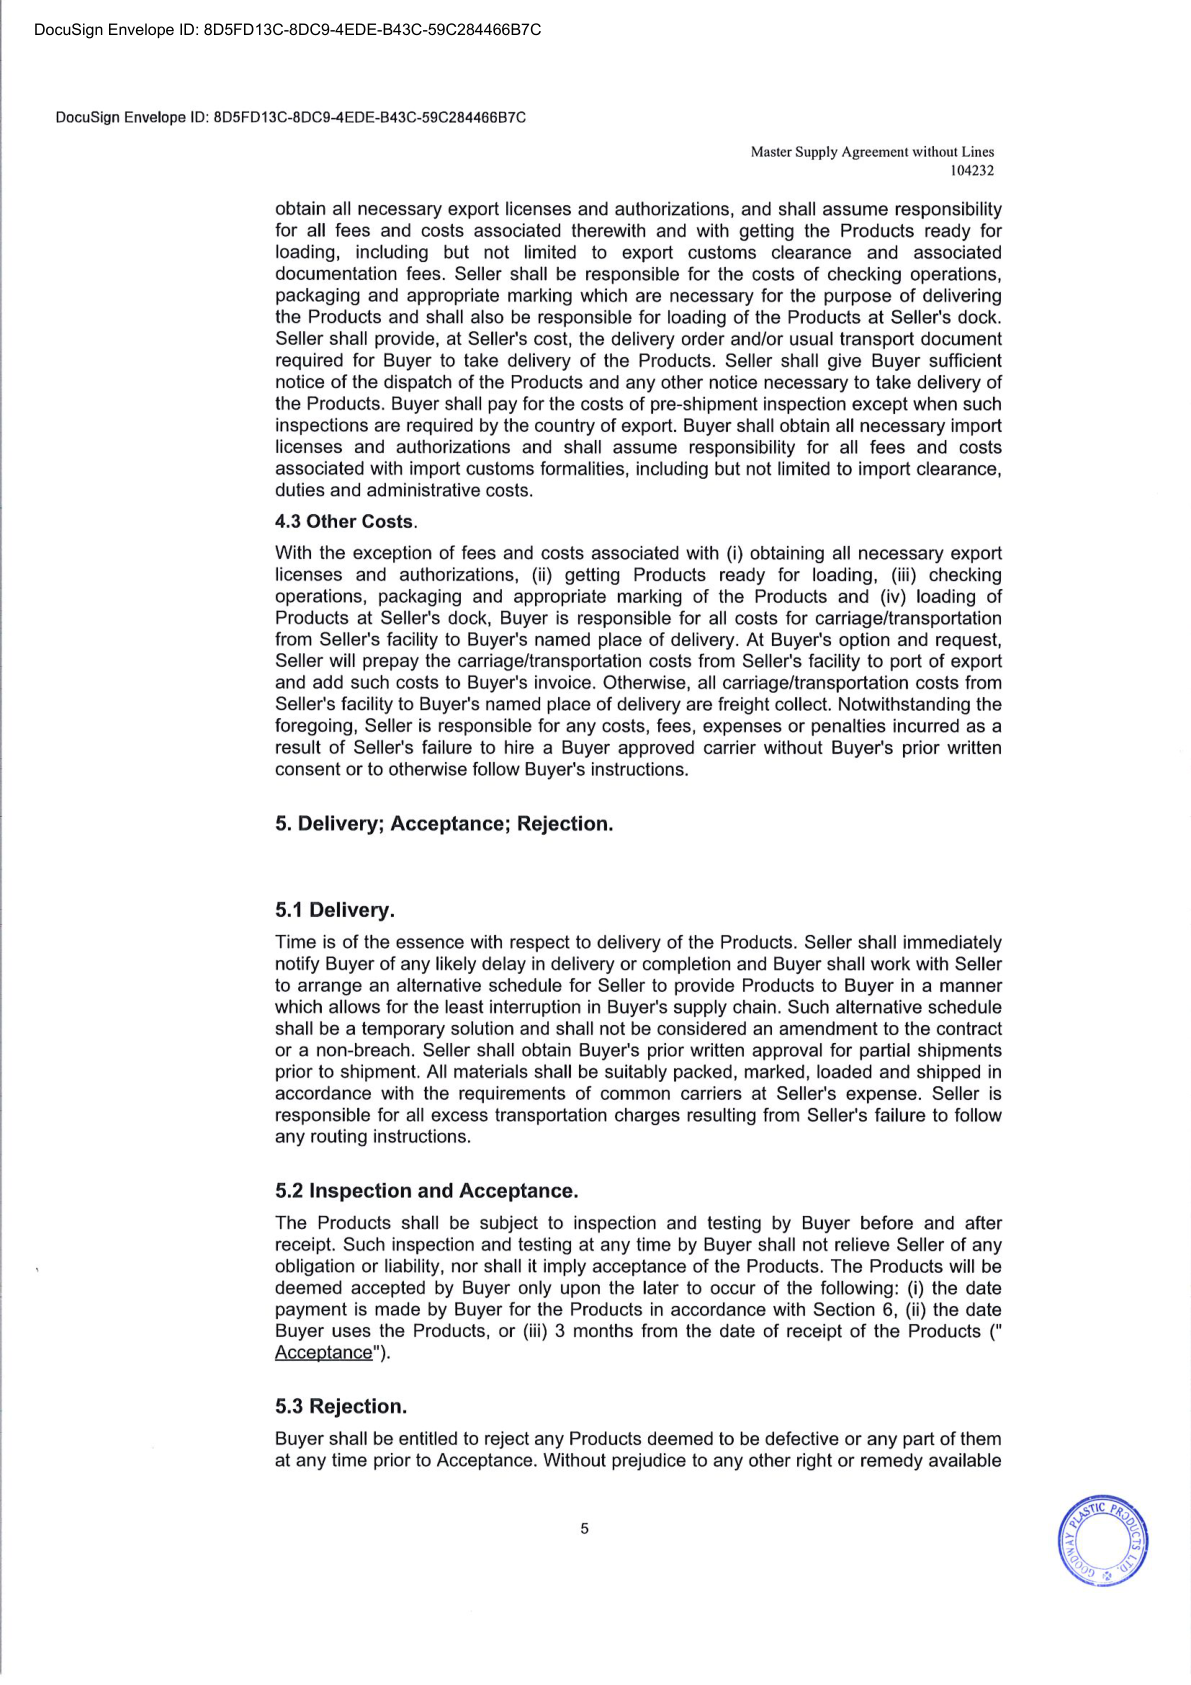 DocuSign Envelope ID: 8D5FD13C-8DC9-4EDE-B43C-59C284466B7C
DocuSign Envelope ID: 8D5FD13C-8DC9-4EDE-B43C-59C284466B7C
Master Supply Agreement without Lines
104232
obtain all necessary export licenses and authorizations, and shall assume responsibility
for all fees and costs associated therewith and with getting the Products ready for
loading, including but not limited to export customs clearance and associated
documentation fees. Seller shall be responsible for the costs of checking operations,
packaging and appropriate marking which are necessary for the purpose of delivering
the Products and shall also be responsible for loading of the Products at Seller's dock.
Seller shall provide, at Seller's cost, the delivery order and/or usual transport document
required for Buyer to take delivery of the Products. Seller shall give Buyer sufficient
notice of the dispatch of the Products and any other notice necessary to take delivery of
the Products. Buyer shall pay for the costs of pre-shipment inspection except when such
inspections are required by the country of export. Buyer shall obtain all necessary import
licenses and authorizations and shall assume responsibility for all fees and costs
associated with import customs formalities, including but not limited to import clearance,
duties and administrative costs.
4.3 Other Costs.
With the exception of fees and costs associated with (i) obtaining all necessary export
licenses and authorizations, (ii) getting Products ready for loading, (iii) checking
operations, packaging and appropriate marking of the Products and (iv) loading of
Products at Seller's dock, Buyer is responsible for all costs for carriage/transportation
from Seller's facility to Buyer's named place of delivery. At Buyer's option and request,
Seller will prepay the carriage/transportation costs from Seller's facility to port of export
and add such costs to Buyer's invoice. Otherwise, all carriage/transportation costs from
Seller's facility to Buyer's named place of delivery are freight collect. Notwithstanding the
foregoing, Seller is responsible for any costs, fees, expenses or penalties incurred as a
result of Seller's failure to hire a Buyer approved carrier without Buyer's prior written
consent or to otherwise follow Buyer's instructions.
5. Delivery; Acceptance; Rejection.
5.1 Delivery.
Time is of the essence with respect to delivery of the Products. Seller shall immediately
notify Buyer of any likely delay in delivery or completion and Buyer shall work with Seller
to arrange an alternative schedule for Seller to provide Products to Buyer in a manner
which allows for the least interruption in Buyer's supply chain. Such alternative schedule
shall be a temporary solution and shall not be considered an amendment to the contract
or a non-breach. Seller shall obtain Buyer's prior written approval for partial shipments
prior to shipment. All materials shall be suitably packed, marked, loaded and shipped in
accordance with the requirements of common carriers at Seller's expense. Seller is
responsible for all excess transportation charges resulting from Seller's failure to follow
any routing instructions.
5.2 Inspection and Acceptance.
The Products shall be subject to inspection and testing by Buyer before and after
receipt. Such inspection and testing at any time by Buyer shall not relieve Seller of any
obligation or liability, nor shall it imply acceptance of the Products. The Products will be
deemed accepted by Buyer only upon the later to occur of the following: (i) the date
payment is made by Buyer for the Products in accordance with Section 6, (ii) the date
Buyer uses the Products, or (iii) 3 months from the date of receipt of the Products ("
Acceptance").
5.3 Rejection.
Buyer shall be entitled to reject any Products deemed to be defective or any part of them
at any time prior to Acceptance. Without prejudice to any other right or remedy available
5
GOODWAY PLASTIC PRODUCTS LTD.